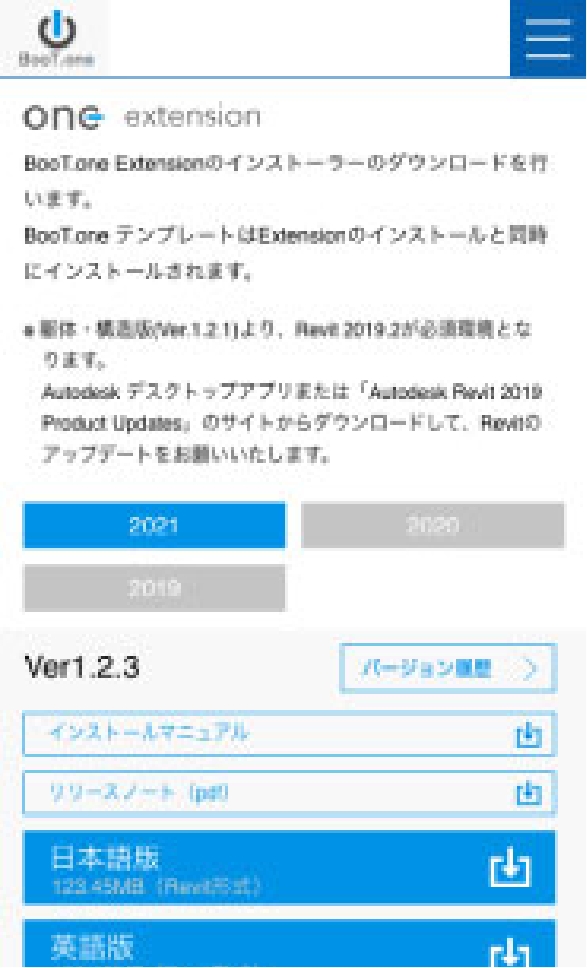 BooT.one
one extension
BooT.one Extensionのインストーラーのダウンロードを行
います。
BooT.one テンプレートはExtensionのインストールと同時
にインストールされます。
※ 躯体・構造版(Ver.1.2.1)より、Revit 2019.2が必須環境とな
ります。
Autodesk デスクトップアプリまたは「Autodesk Revit 2019
Product Updates」のサイトからダウンロードして、Revitの
アップデートをお願いいたします。
2021
2020
2019
Ver1.2.3
バージョン履歴
インストールマニュアル
リリースノート（pdf）
日本語版
123.45MB（Revit形式）
英語版